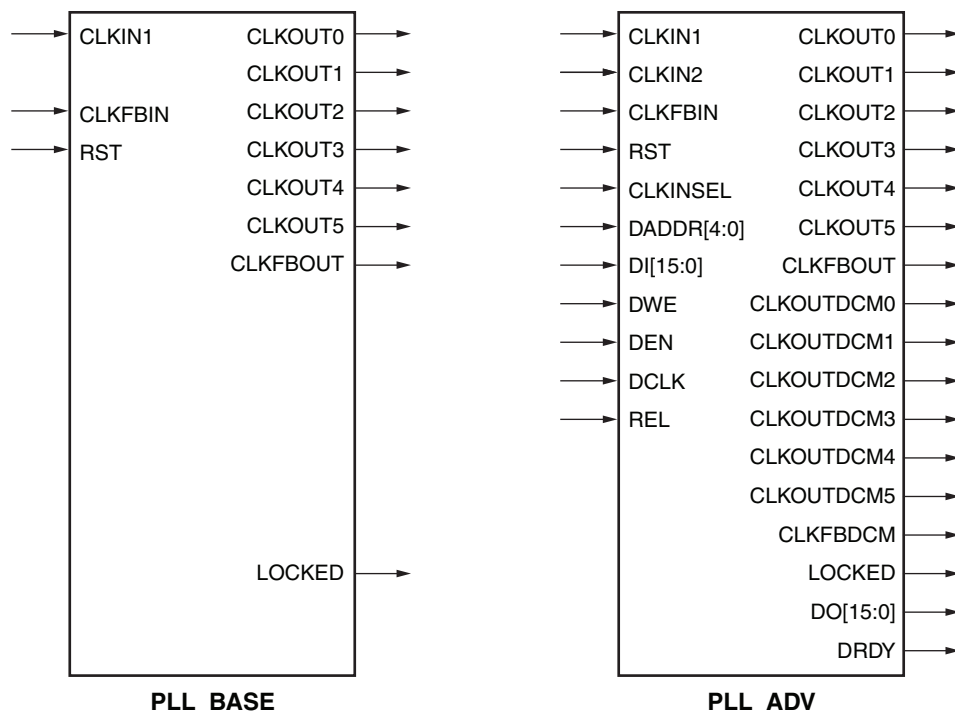 CLKIN1
CLKFBIN
RST
CLKOUT0
CLKOUT1
CLKOUT2
CLKOUT3
CLKOUT4
CLKOUT5
CLKFBOUT
LOCKED
PLL_BASE
CLKIN1
CLKIN2
CLKFBIN
RST
CLKINSEL
DADDR[4:0]
DI[15:0]
DWE
DEN
DCLK
REL
CLKOUT0
CLKOUT1
CLKOUT2
CLKOUT3
CLKOUT4
CLKOUT5
CLKFBOUT
CLKOUTDCM0
CLKOUTDCM1
CLKOUTDCM2
CLKOUTDCM3
CLKOUTDCM4
CLKOUTDCM5
CLKFBDCM
LOCKED
DO[15:0]
DRDY
PLL_ADV